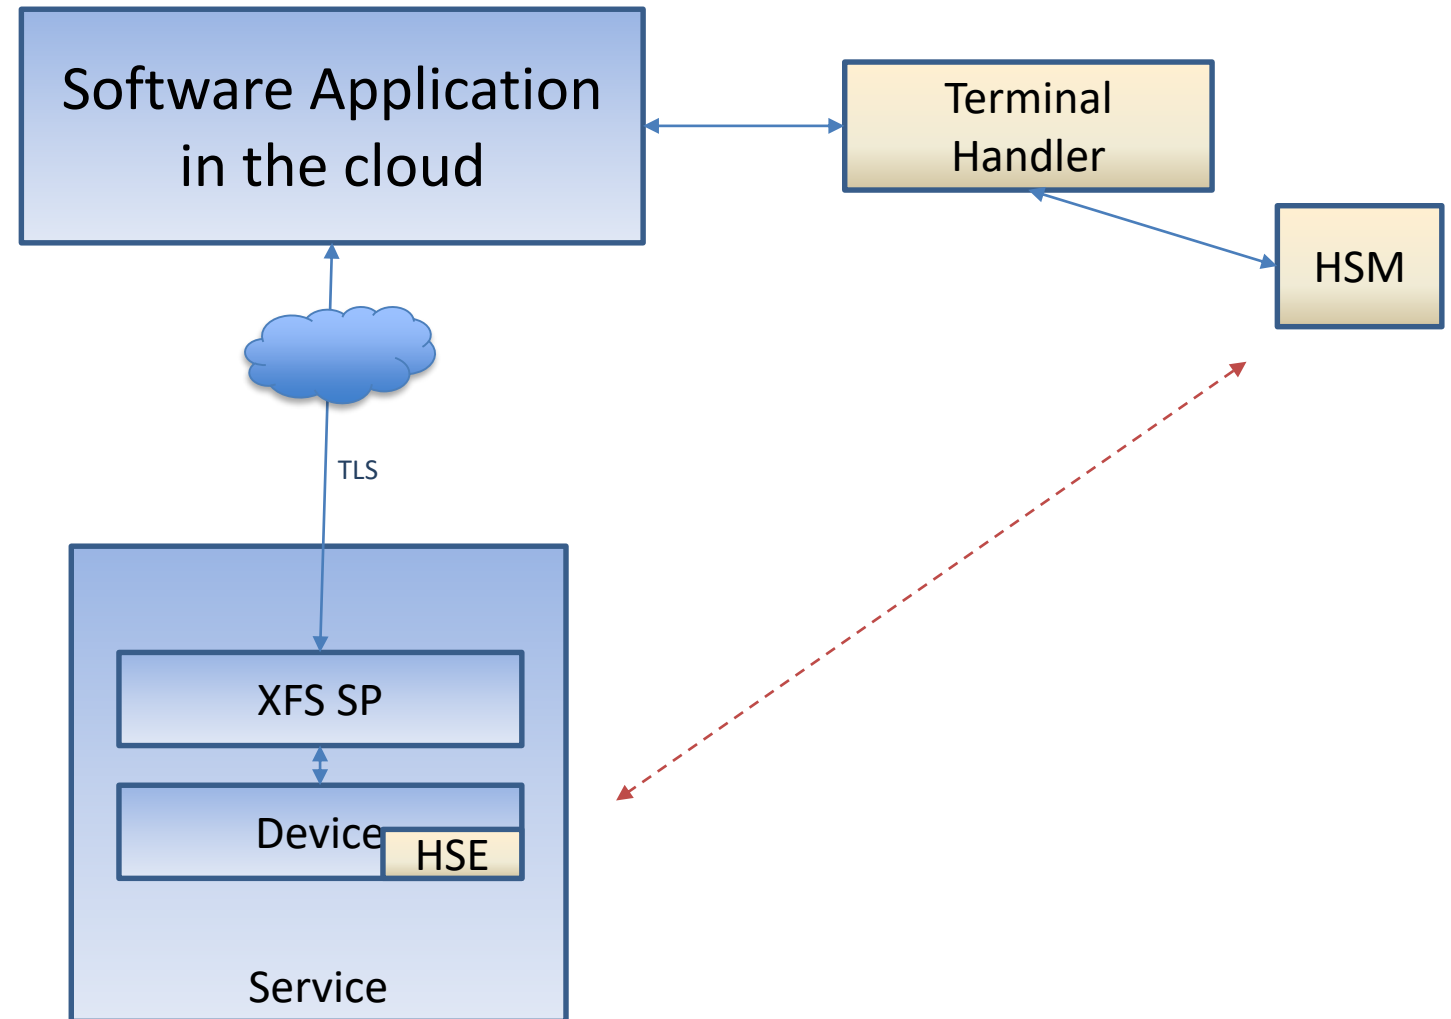 Software Application
in the cloud
Terminal
Handler
HSM
TLS
XFS SP
Device
HSE
Service